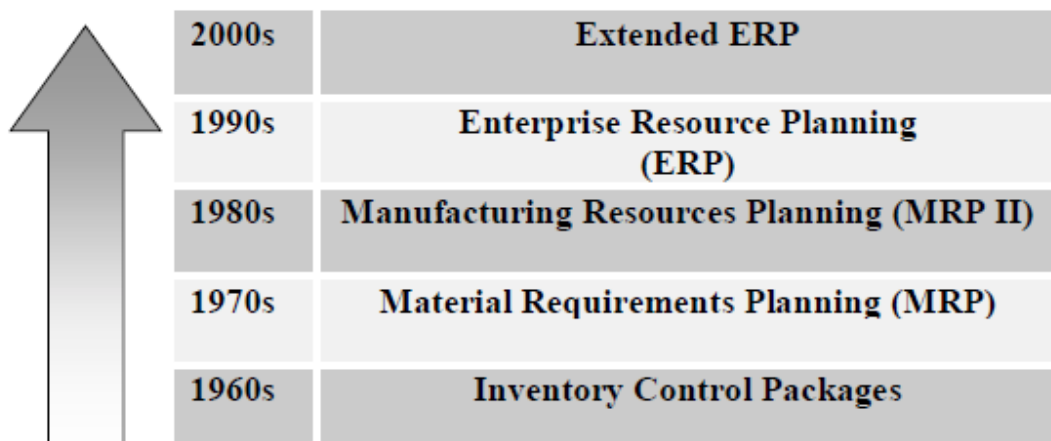 2000s Extended ERP
1990s Enterprise Resource Planning
(ERP)
1980s Manufacturing Resources Planning (MRP II)
1970s Material Requirements Planning (MRP)
1960s Inventory Control Packages